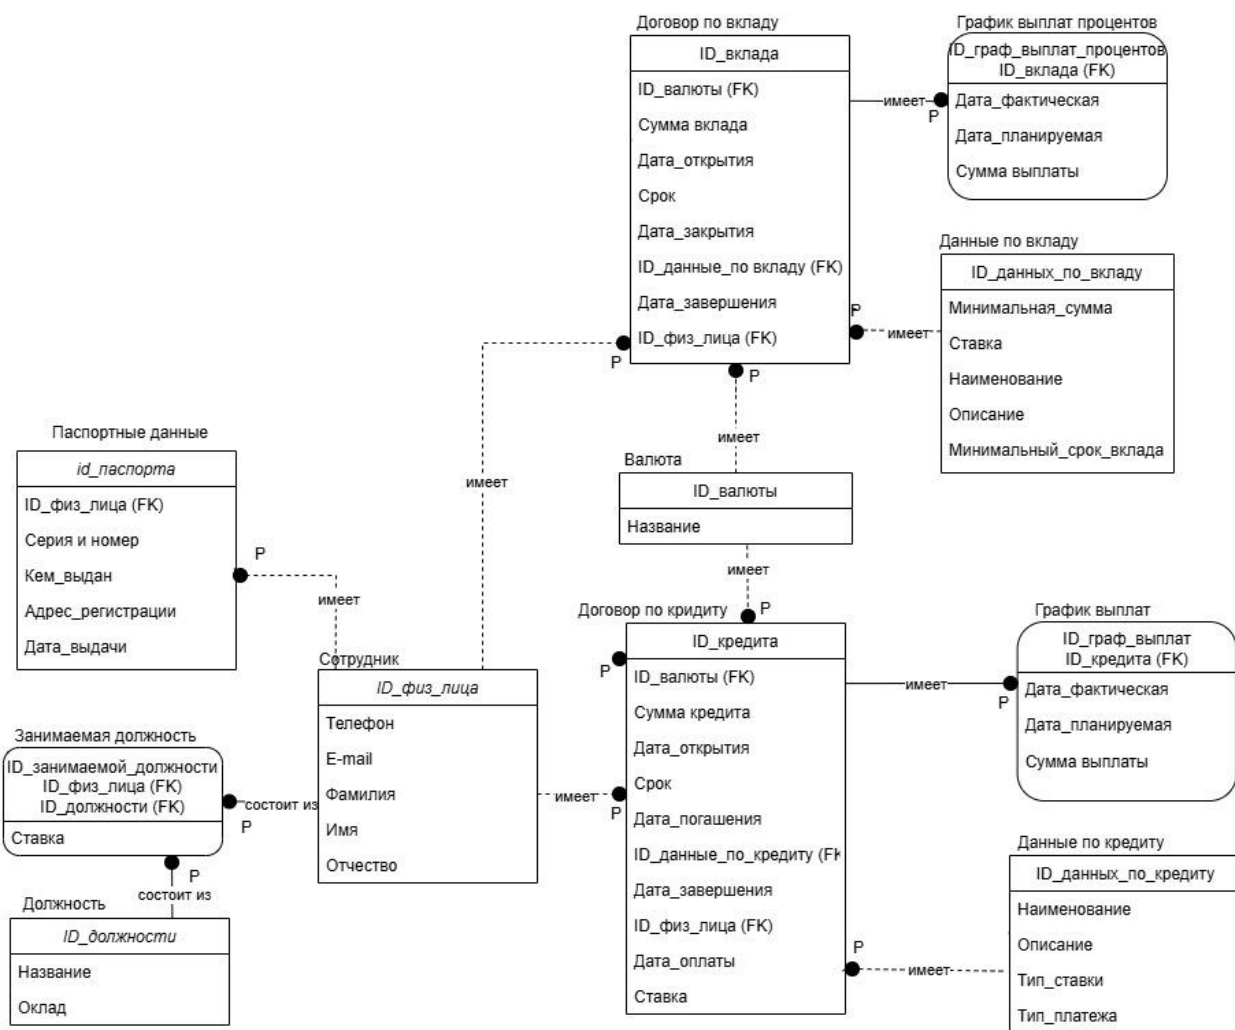 Договор по вкладу
ID_вклада
ID_валюты (FK)
Сумма вклада
Дата_открытия
Срок
Дата_закрытия
ID_данные_по вкладу (FK)
Дата_завершения
ID_физ_лица (FK)
График выплат процентов
ID_граф_выплат_процентов
ID_вклада (FK)
Дата_фактическая
Дата_планируемая
Сумма выплаты
имеет
P
Данные по вкладу
ID_данных_по_вкладу
Минимальная_сумма
Ставка
Наименование
Описание
Минимальный_срок_вклада
P
имеет
P
P
имеет
имеет
Валюта
ID_валюты
Название
имеет
P
Паспортные данные
id_паспорта
ID_физ_лица (FK)
Серия и номер
Кем_выдан
Адрес_регистрации
Дата_выдачи
P
имеет
Сотрудник
ID_физ_лица
Телефон
E-mail
Фамилия
Имя
Отчество
Занимаемая должность
ID_занимаемой_должности
ID_физ_лица (FK)
ID_должности (FK)
Ставка
состоит из
P
P
состоит из
Должность
ID_должности
Название
Оклад
Договор по кридиту
ID_кредита
ID_валюты (FK)
Сумма кредита
Дата_открытия
Срок
Дата_погашения
ID_данные_по_кредиту (FK
Дата_завершения
ID_физ_лица (FK)
Дата_оплаты
Ставка
P
имеет
P
График выплат
ID_граф_выплат
ID_кредита (FK)
Дата_фактическая
Дата_планируемая
Сумма выплаты
имеет
P
Данные по кредиту
ID_данных_по_кредиту
Наименование
Описание
Тип_ставки
Тип_платежа
P
имеет